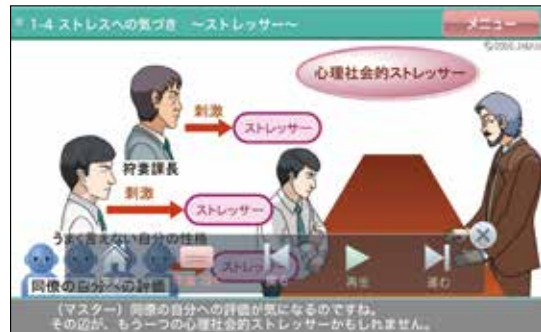 1-4 ストレスへの気づき ～ストレッサー～
メニュー
心理社会的ストレッサー
刺激
ストレッサー
狩妻課長
刺激
ストレッサー
うまく言えない自分の性格
ストレッサー
再生
進む
同僚の自分への評価
（マスター）同僚の自分への評価が気になるのですね。
その辺が、もう一つの心理社会的ストレッサーかもしれません。